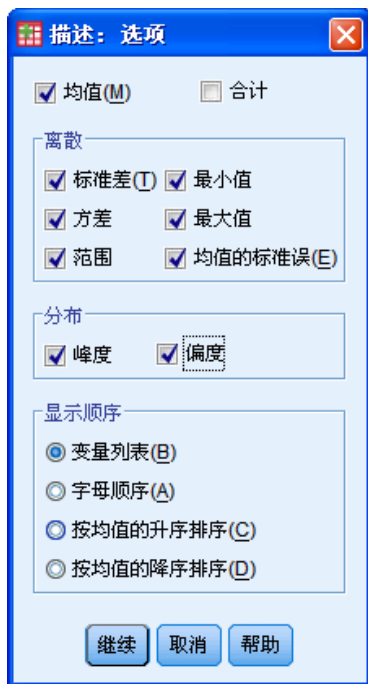 描述：选项
均值(M) 合计
离散
标准差(T) 最小值
方差 最大值
范围 均值的标准误(E)
分布
峰度 偏度
显示顺序
变量列表(B)
字母顺序(A)
按均值的升序排序(C)
按均值的降序排序(D)
继续 取消 帮助